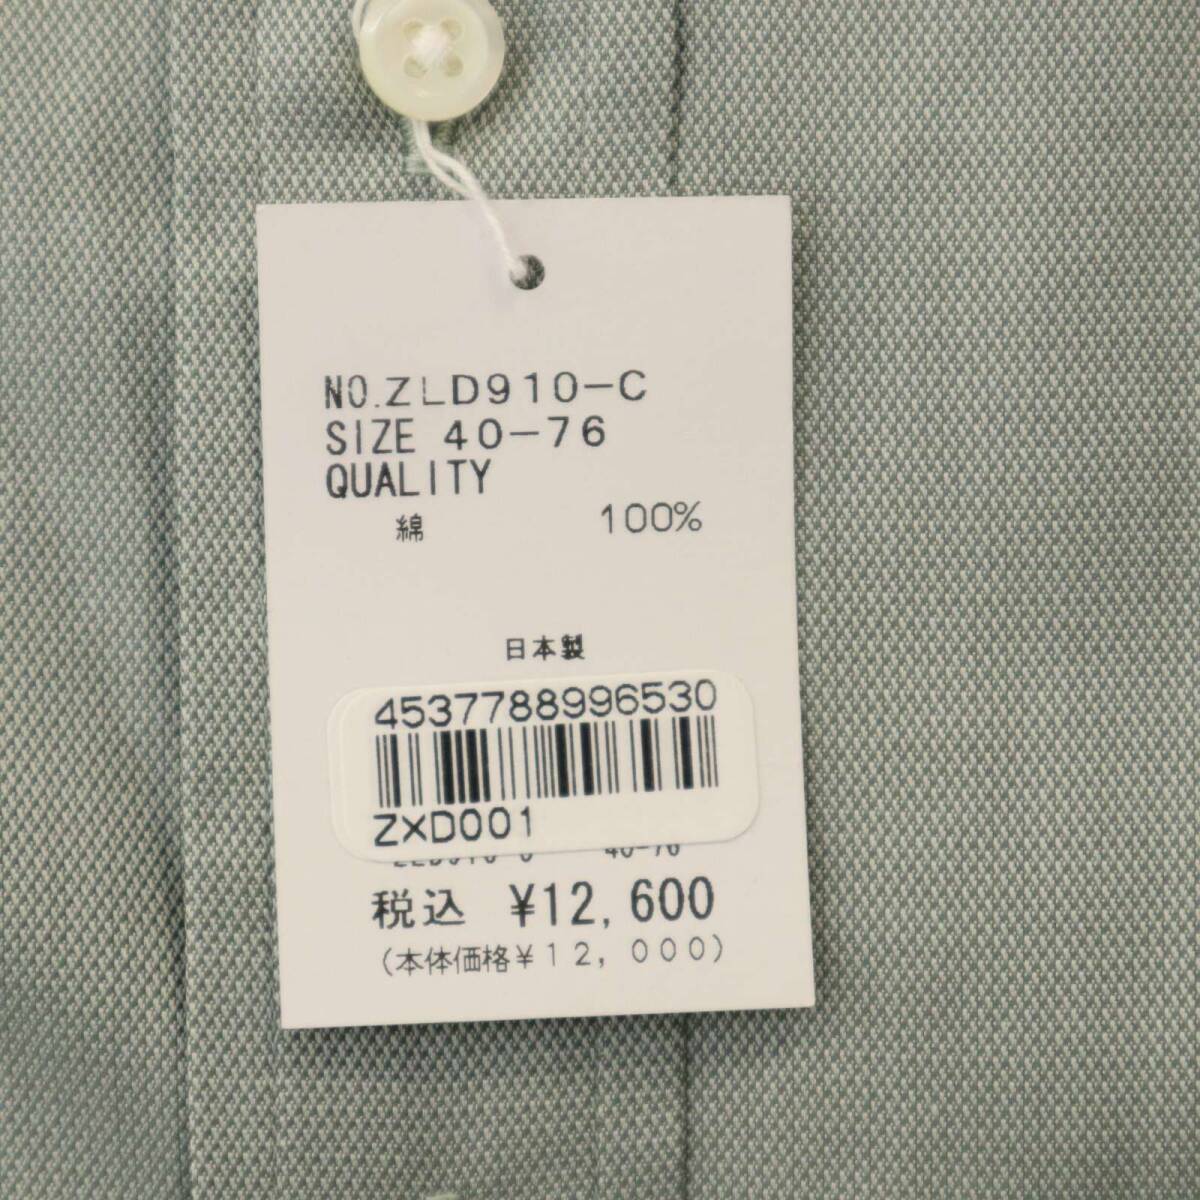 NO.ZLD910-C
SIZE 40-76
QUALITY
綿 100%
日本製
4537788996530
ZXD001
税込 ¥12,600
(本体価格¥12,000)